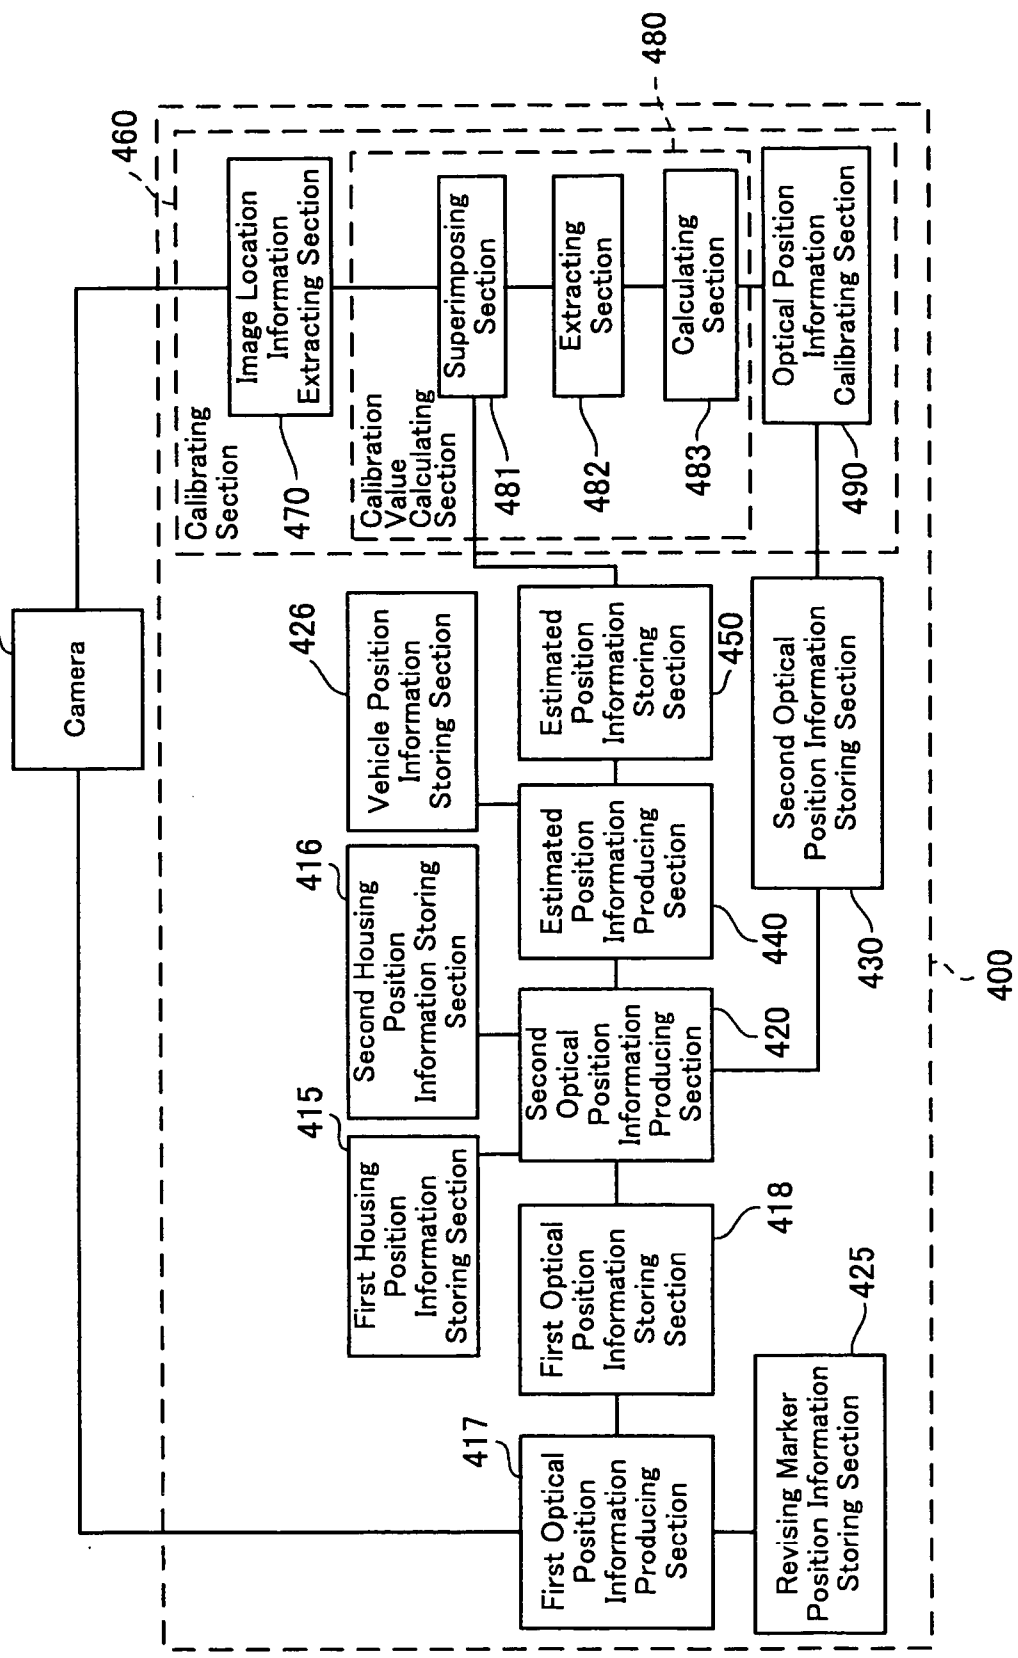 Camera
460
Calibrating
Section
Image Location
Information
Extracting Section
470
480
Calibration
Value
Calculating
Section
Superimposing
Section
481
Extracting
Section
482
Calculating
Section
483
Optical Position
Information
Calibrating Section
490
426
Vehicle Position
Information
Storing Section
416
Second Housing
Position
Information Storing
Section
415
First Housing
Position
Information
Storing Section
417
First Optical
Position
Information
Producing
Section
First Optical
Position
Information
Storing
Section
418
Second
Optical
Position
Information
Producing
Section
420
Estimated
Position
Information
Producing
Section
440
Estimated
Position
Information
Storing
Section
450
Revising Marker
Position Information
Storing Section
425
Second Optical
Position Information
Storing Section
430
400